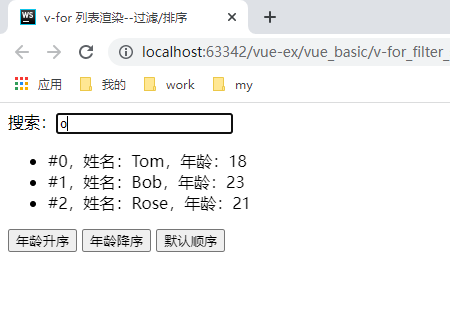 WS v-for 列表渲染--过滤/排序
localhost:63342/vue-ex/vue_basic/v-for_filter_
应用 我的 work my
搜索：o
#0，姓名：Tom，年龄：18
#1，姓名：Bob，年龄：23
#2，姓名：Rose，年龄：21
年龄升序 年龄降序 默认顺序